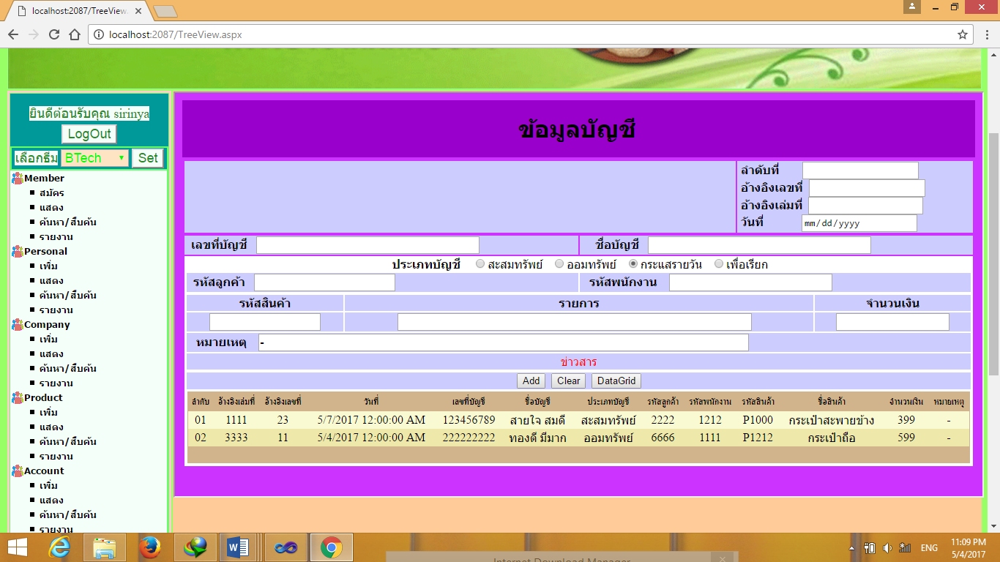 localhost:2087/TreeView.
localhost:2087/TreeView.aspx
ยินดีต้อนรับคุณ sirinya
LogOut
เลือกธีม BTech Set
Member
สมัคร
แสดง
ค้นหา/สืบค้น
รายงาน
Personal
เพิ่ม
แสดง
ค้นหา/สืบค้น
รายงาน
Company
เพิ่ม
แสดง
ค้นหา/สืบค้น
รายงาน
Product
เพิ่ม
แสดง
ค้นหา/สืบค้น
รายงาน
Account
เพิ่ม
แสดง
ค้นหา/สืบค้น
รายงาน
ข้อมูลบัญชี
ลำดับที่
อ้างอิงเลขที่
อ้างอิงเล่มที่
วันที่ mm/dd/yyyy
เลขที่บัญชี ชื่อบัญชี
ประเภทบัญชี สะสมทรัพย์ ออมทรัพย์ กระแสรายวัน เพื่อเรียก
รหัสลูกค้า รหัสพนักงาน
รหัสสินค้า รายการ จำนวนเงิน
หมายเหตุ -
ข่าวสาร
Add Clear DataGrid
ลำดับ อ้างอิงเล่มที่ อ้างอิงเลขที่ วันที่ เลขที่บัญชี ชื่อบัญชี ประเภทบัญชี รหัสลูกค้า รหัสพนักงาน รหัสสินค้า ชื่อสินค้า จำนวนเงิน หมายเหตุ
01 1111 23 5/7/2017 12:00:00 AM 123456789 สายใจ สมดี สะสมทรัพย์ 2222 1212 P1000 กระเป๋าสะพายข้าง 399 -
02 3333 11 5/4/2017 12:00:00 AM 222222222 ทองดี มีมาก ออมทรัพย์ 6666 1111 P1212 กระเป๋าถือ 599 -
Internet Download Manager
ENG
11:09 PM
5/4/2017